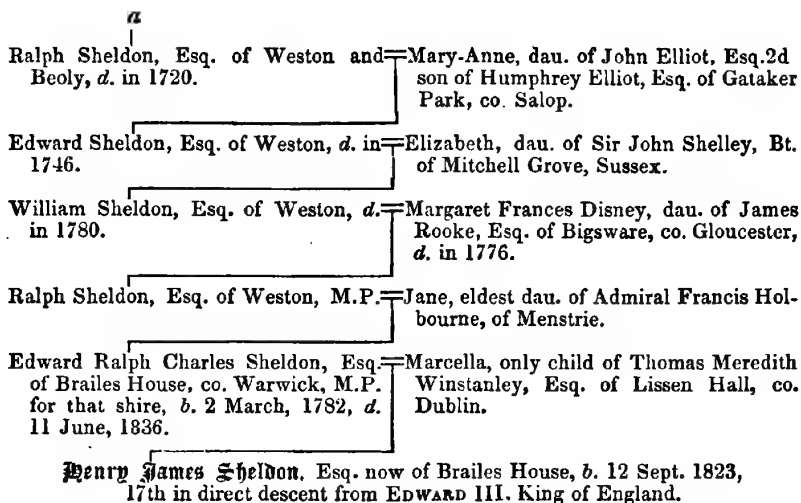 a
Ralph Sheldon, Esq. of Weston and
Beoly, d. in 1720.
Mary-Anne, dau. of John Elliot, Esq. 2d
son of Humphrey Elliot, Esq. of Gataker
Park, co. Salop.
Edward Sheldon, Esq. of Weston, d. in
1746.
Elizabeth, dau. of Sir John Shelley, Bt.
of Mitchell Grove, Sussex.
William Sheldon, Esq. of Weston, d.
in 1780.
Margaret Frances Disney, dau. of James
Rooke, Esq. of Bigsware, co. Gloucester,
d. in 1776.
Ralph Sheldon, Esq. of Weston, M.P.
Jane, eldest dau. of Admiral Francis Hol-
bourne, of Menstrie.
Edward Ralph Charles Sheldon, Esq.
of Brailes House, co. Warwick, M.P.
for that shire, b. 2 March, 1782, d.
11 June, 1836.
Marcella, only child of Thomas Meredith
Winstanley, Esq. of Lissen Hall, co.
Dublin.
Henry James Sheldon, Esq. now of Brailes House, b. 12 Sept. 1823,
17th in direct descent from EDWARD III. King of England.